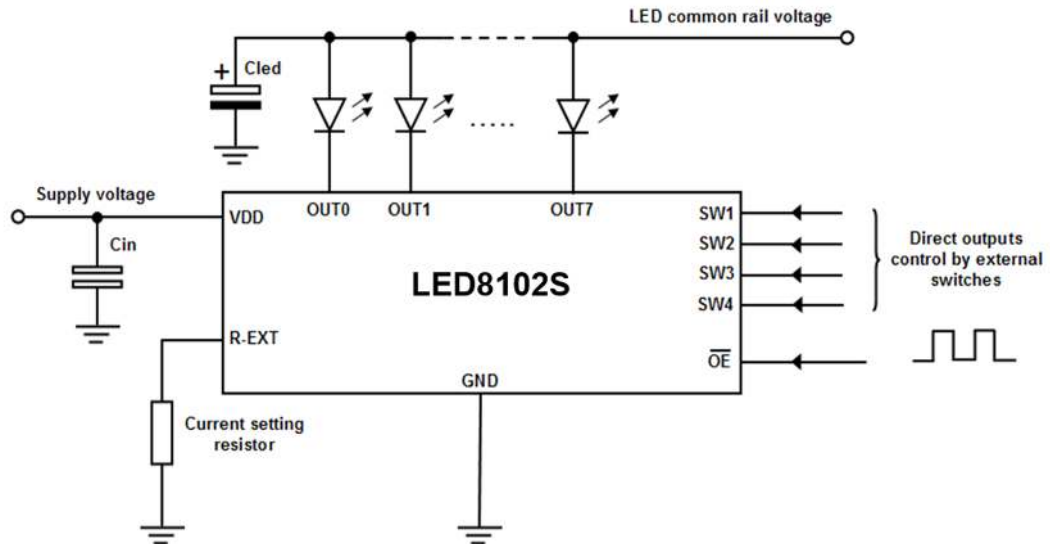 LED common rail voltage
+
Cled
.....
Supply voltage
VDD
OUT0
OUT1
OUT7
SW1
SW2
SW3
SW4
Direct outputs
control by external
switches
Cin
LED8102S
R-EXT
OE
GND
Current setting
resistor